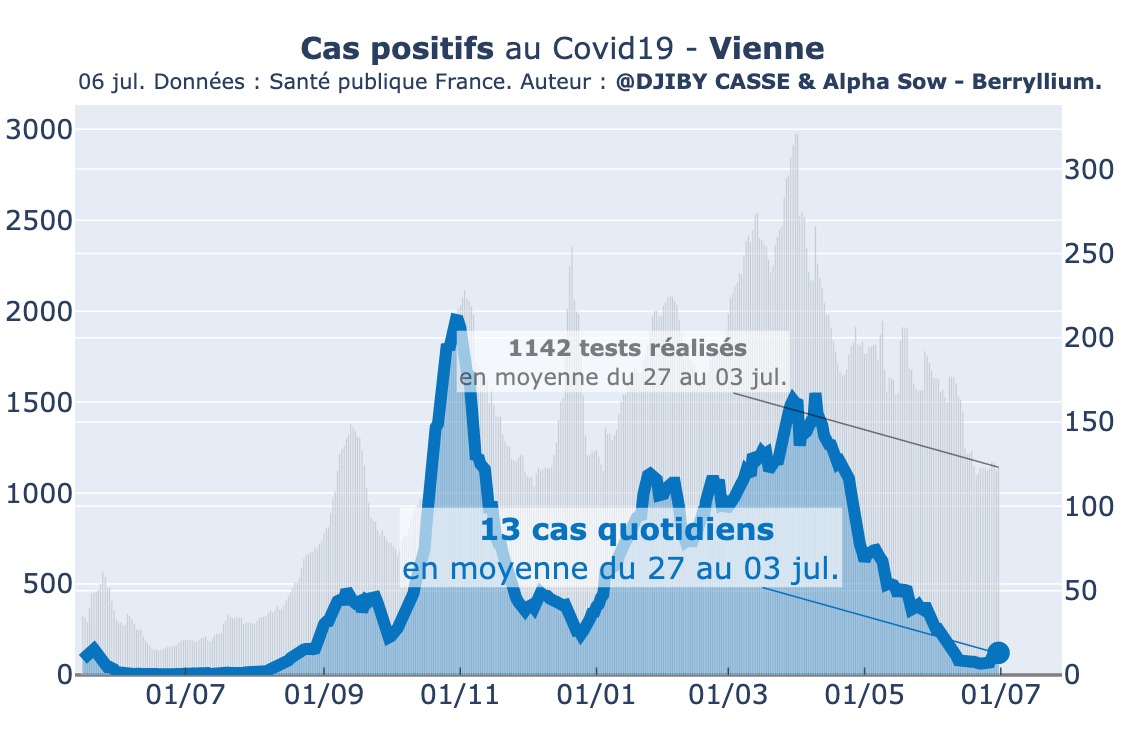 Cas positifs au Covid19 - Vienne
06 jul. Données : Santé publique France. Auteur : @DJIBY CASSE & Alpha Sow - Berryllium.
3000
2500
2000
1500
1000
500
0
300
250
200
150
100
50
0
1142 tests réalisés
en moyenne du 27 au 03 jul.
13 cas quotidiens
en moyenne du 27 au 03 jul.
01/07 01/09 01/11 01/01 01/03 01/05 01/07